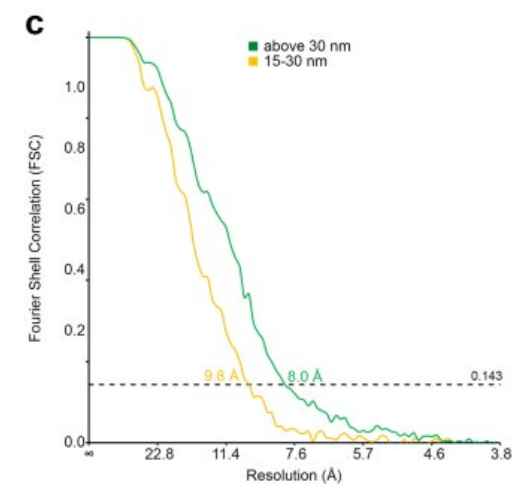 c
above 30 nm
15-30 nm
Fourier Shell Correlation (FSC)
1.0
0.8
0.6
0.4
0.2
0.0
9.8 Å
8.0 Å
0.143
∞ 22.8 11.4 7.6 5.7 4.6 3.8
Resolution (Å)